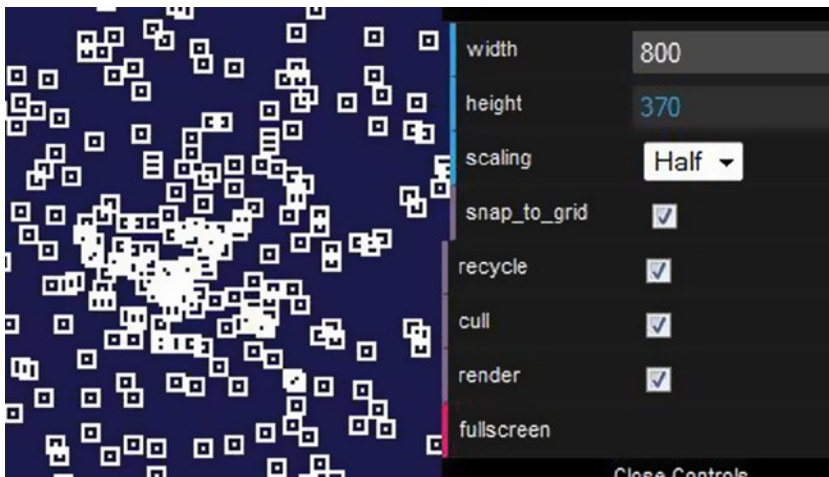 width 800
height 370
scaling Half
snap_to_grid
recycle
cull
render
fullscreen
Close Controls